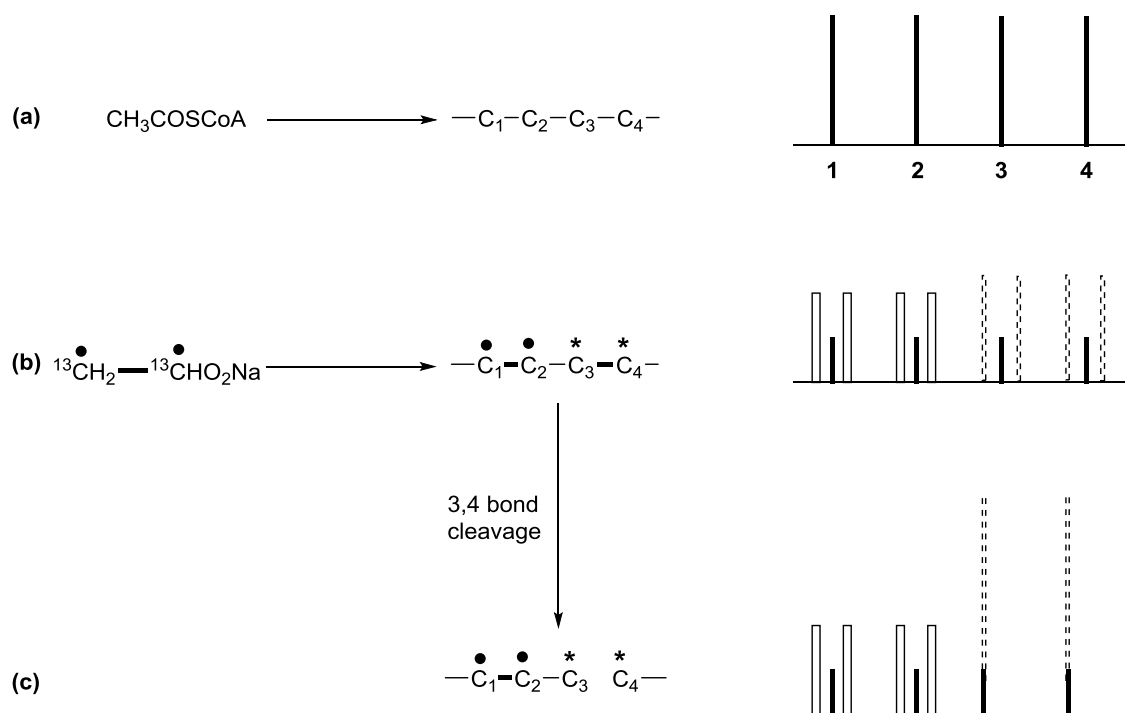 (a) CH₃COSCoA —C₁—C₂—C₃—C₄—
1 2 3 4
(b) ¹³CH₂—¹³CHO₂Na —C₁—C₂—C₃—C₄—
● ● ● ● * *
3,4 bond
cleavage
● ● * *
(c) —C₁—C₂—C₃ C₄—